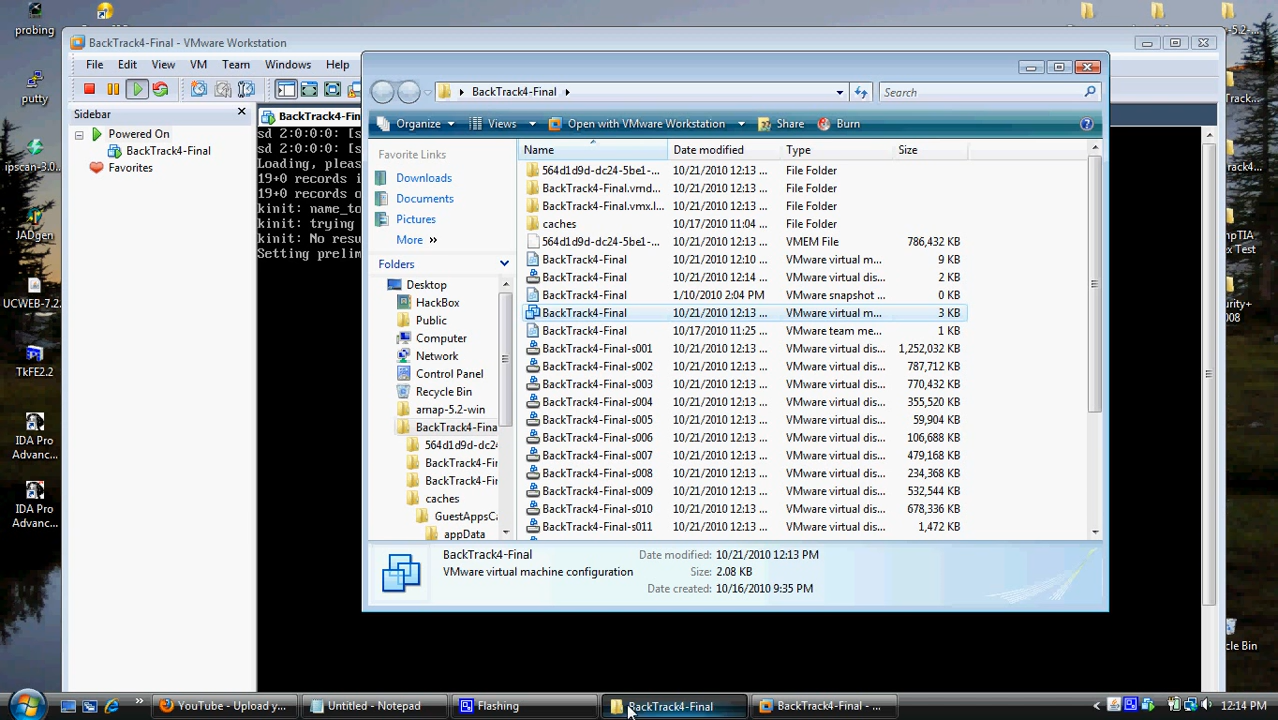 probing
BackTrack4-Final - VMware Workstation
File Edit View VM Team Windows Help
putty
Sidebar
Powered On
BackTrack4-Final
Favorites
ipscan-3.0...
JADgen
UCWEB-7.2...
TkFE2.2
IDA Pro
Advanc...
IDA Pro
Advanc...
BackTrack4-Fin
sd 2:0:0:0: [s
sd 2:0:0:0: [s
Loading, pleas
19+0 records i
19+0 records o
kinit: name_to
kinit: trying
kinit: No resu
Setting prelim
BackTrack4-Final
Search
Organize Views Open with VMware Workstation Share Burn
Favorite Links
Downloads
Documents
Pictures
More »
Folders
Desktop
HackBox
Public
Computer
Network
Control Panel
Recycle Bin
amap-5.2-win
BackTrack4-Fina
564d1d9d-dc24
BackTrack4-Fir
BackTrack4-Fir
caches
GuestAppsCa
appData
Name Date modified Type Size
564d1d9d-dc24-5be1-... 10/21/2010 12:13 ... File Folder
BackTrack4-Final.vmd... 10/21/2010 12:13 ... File Folder
BackTrack4-Final.vmx.l... 10/21/2010 12:13 ... File Folder
caches 10/17/2010 11:04 ... File Folder
564d1d9d-dc24-5be1-... 10/21/2010 12:13 ... VMEM File 786,432 KB
BackTrack4-Final 10/21/2010 12:10 ... VMware virtual m... 9 KB
BackTrack4-Final 10/21/2010 12:14 ... VMware virtual dis... 2 KB
BackTrack4-Final 1/10/2010 2:04 PM VMware snapshot ... 0 KB
BackTrack4-Final 10/21/2010 12:13 ... VMware virtual m... 3 KB
BackTrack4-Final 10/17/2010 11:25 ... VMware team me... 1 KB
BackTrack4-Final-s001 10/21/2010 12:13 ... VMware virtual dis... 1,252,032 KB
BackTrack4-Final-s002 10/21/2010 12:13 ... VMware virtual dis... 787,712 KB
BackTrack4-Final-s003 10/21/2010 12:13 ... VMware virtual dis... 770,432 KB
BackTrack4-Final-s004 10/21/2010 12:13 ... VMware virtual dis... 355,520 KB
BackTrack4-Final-s005 10/21/2010 12:13 ... VMware virtual dis... 59,904 KB
BackTrack4-Final-s006 10/21/2010 12:13 ... VMware virtual dis... 106,688 KB
BackTrack4-Final-s007 10/21/2010 12:13 ... VMware virtual dis... 479,168 KB
BackTrack4-Final-s008 10/21/2010 12:13 ... VMware virtual dis... 234,368 KB
BackTrack4-Final-s009 10/21/2010 12:13 ... VMware virtual dis... 532,544 KB
BackTrack4-Final-s010 10/21/2010 12:13 ... VMware virtual dis... 678,336 KB
BackTrack4-Final-s011 10/21/2010 12:13 ... VMware virtual dis... 1,472 KB
BackTrack4-Final Date modified: 10/21/2010 12:13 PM
VMware virtual machine configuration Size: 2.08 KB
Date created: 10/16/2010 9:35 PM
-5.2-...
Track...
mpTIA
ex Test
urity+
008
cle Bin
YouTube - Upload y... Untitled - Notepad Flashing BackTrack4-Final BackTrack4-Final - ... 12:14 PM